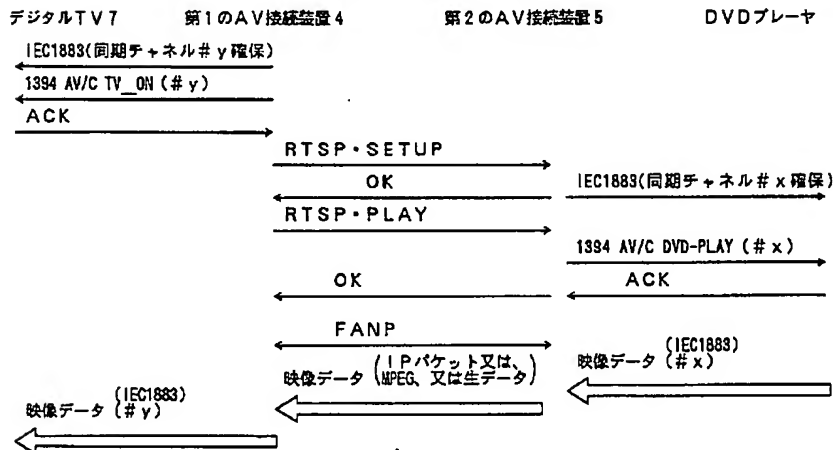 デジタルTV7 第1のAV接続装置4 第2のAV接続装置5 DVDプレーヤ
IEC1883(同期チャネル#y確保)
1394 AV/C TV_ON (#y)
ACK
RTSP・SETUP
OK IEC1883(同期チャネル#x確保)
RTSP・PLAY
1394 AV/C DVD-PLAY (#x)
OK ACK
FANP
映像データ (IPパケット又は、MPEG、又は生データ)
映像データ (IEC1883) (#x)
映像データ (IEC1883) (#y)